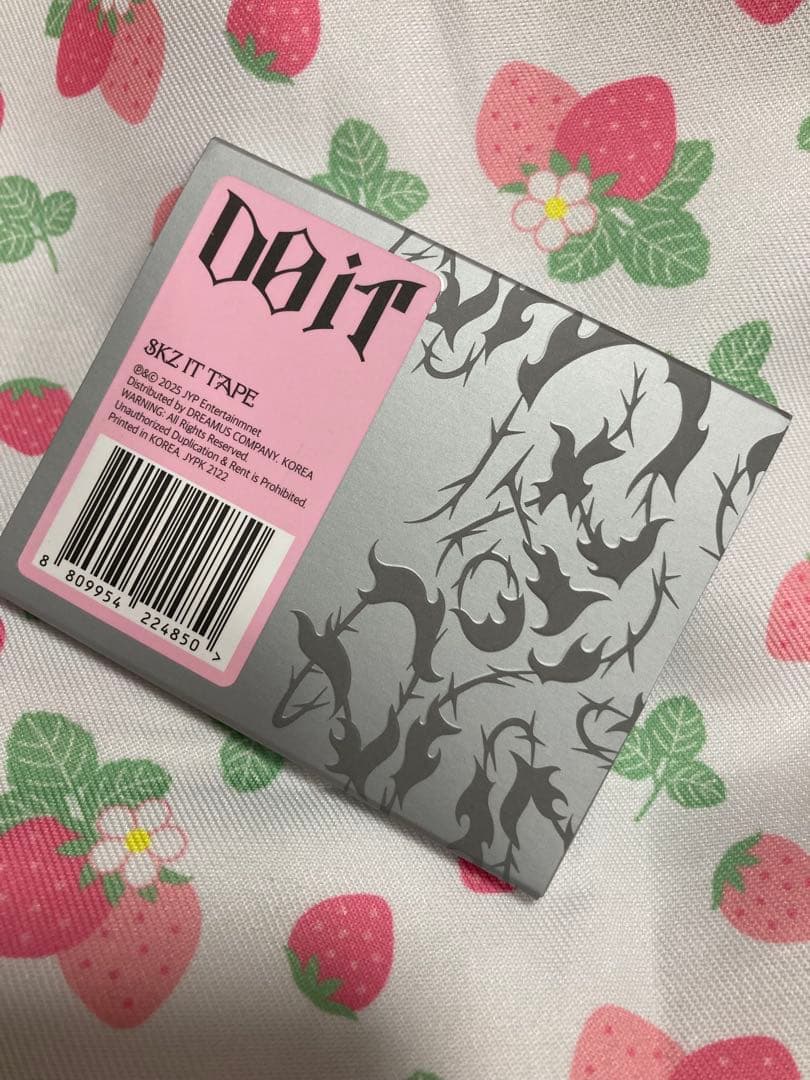 DO iT
SKZ IT TAPE
℗&© 2025 JYP Entertainmnet
Distributed by DREAMUS COMPANY. KOREA
WARNING: All Rights Reserved.
Unauthorized Duplication & Rent is Prohibited.
Printed in KOREA. JYPK 2122
8 809954 224850 >